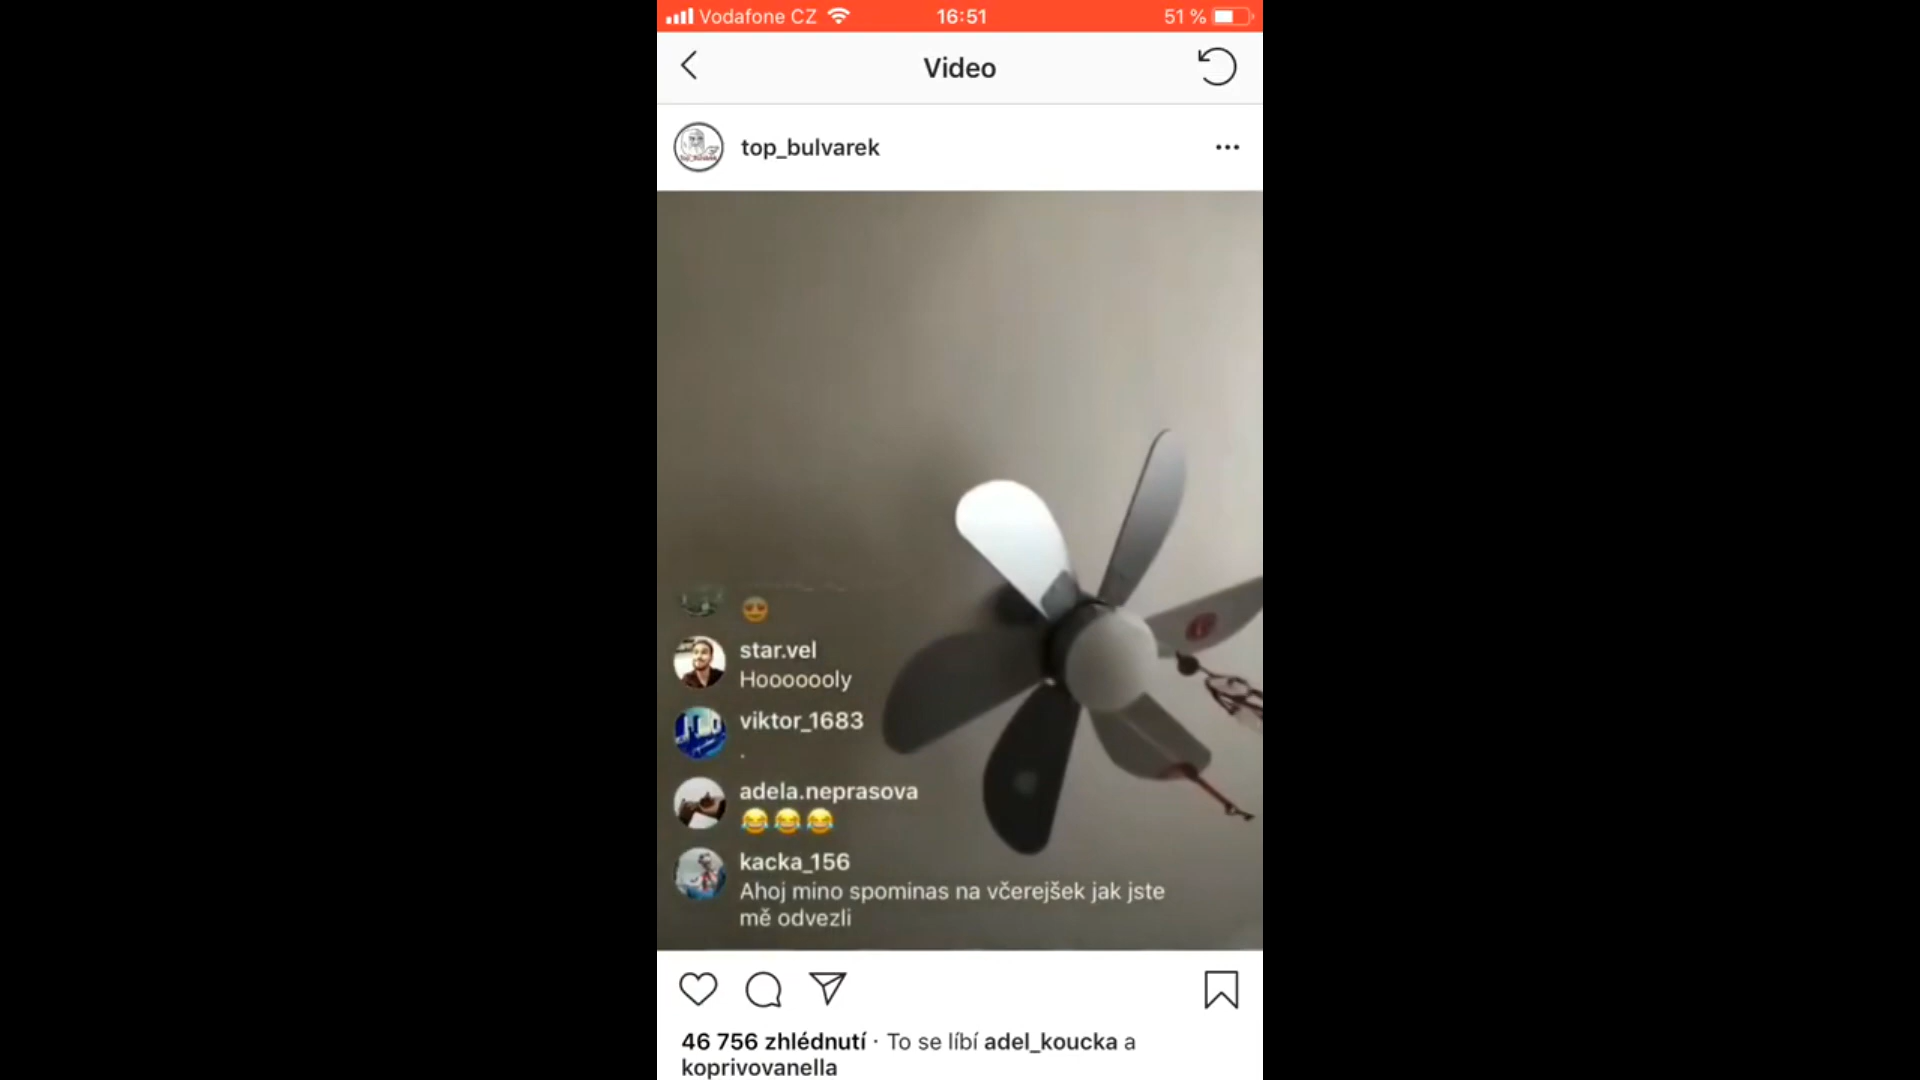 Vodafone CZ 16:51 51 %
Video
top_bulvarek
star.vel
Hooooooly
viktor_1683
.
adela.neprasova
😂😂😂
kacka_156
Ahoj mino spominas na včerejšek jak jste
mě odvezli
46 756 zhlédnutí · To se líbí adel_koucka a
koprivovanella